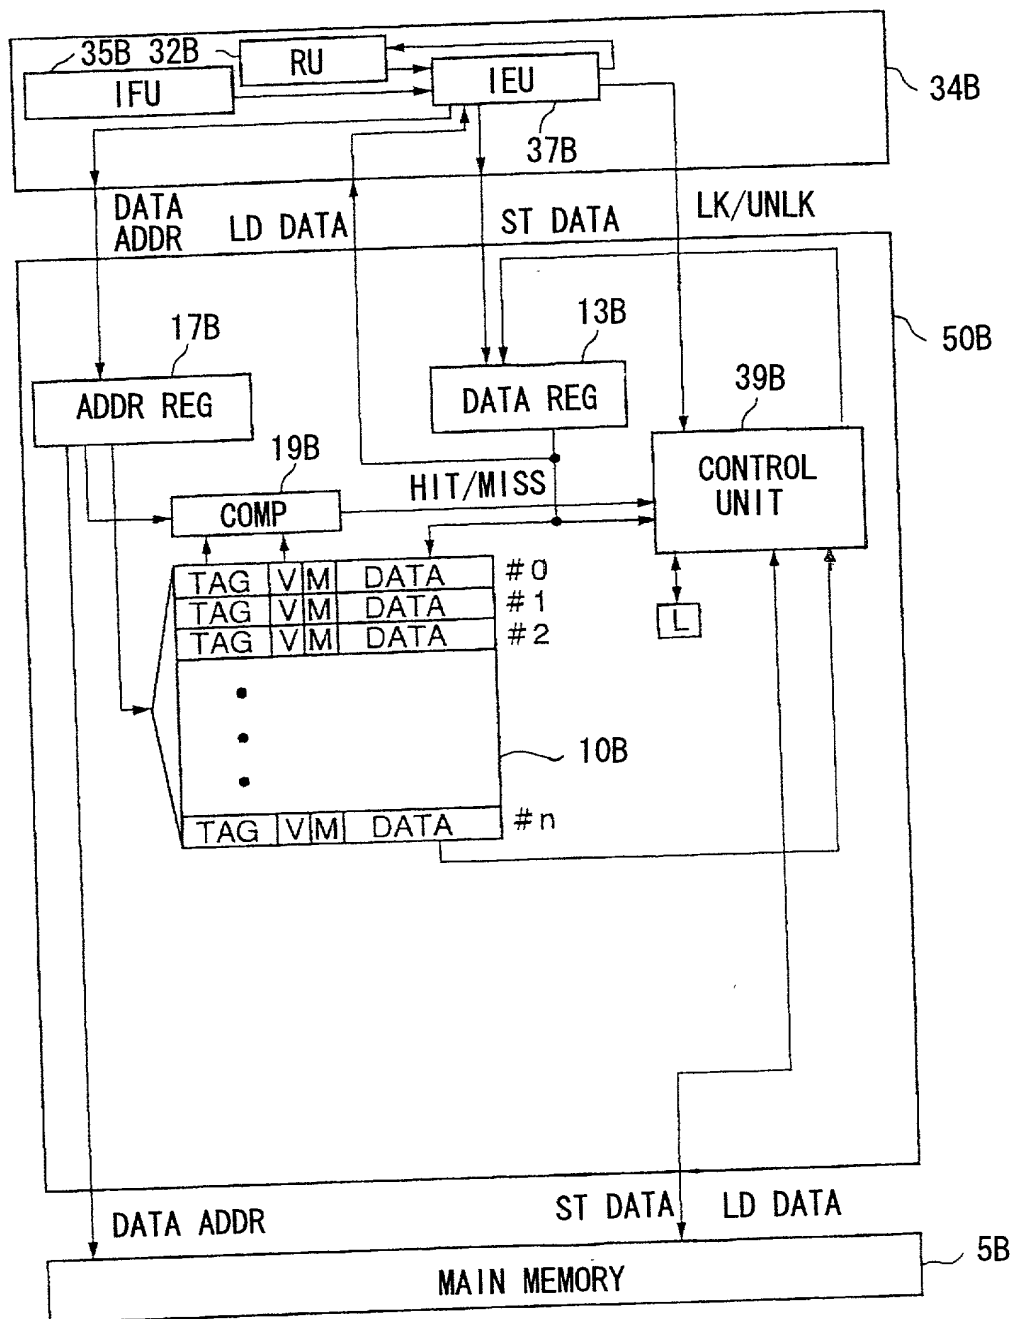 35B 32B
RU
IFU
IEU
34B
37B
DATA
ADDR
LD DATA
ST DATA
LK/UNLK
50B
17B
ADDR REG
13B
DATA REG
39B
CONTROL
UNIT
19B
COMP
HIT/MISS
TAG V M DATA #0
TAG V M DATA #1
TAG V M DATA #2
L
10B
TAG V M DATA #n
DATA ADDR
ST DATA
LD DATA
MAIN MEMORY
5B